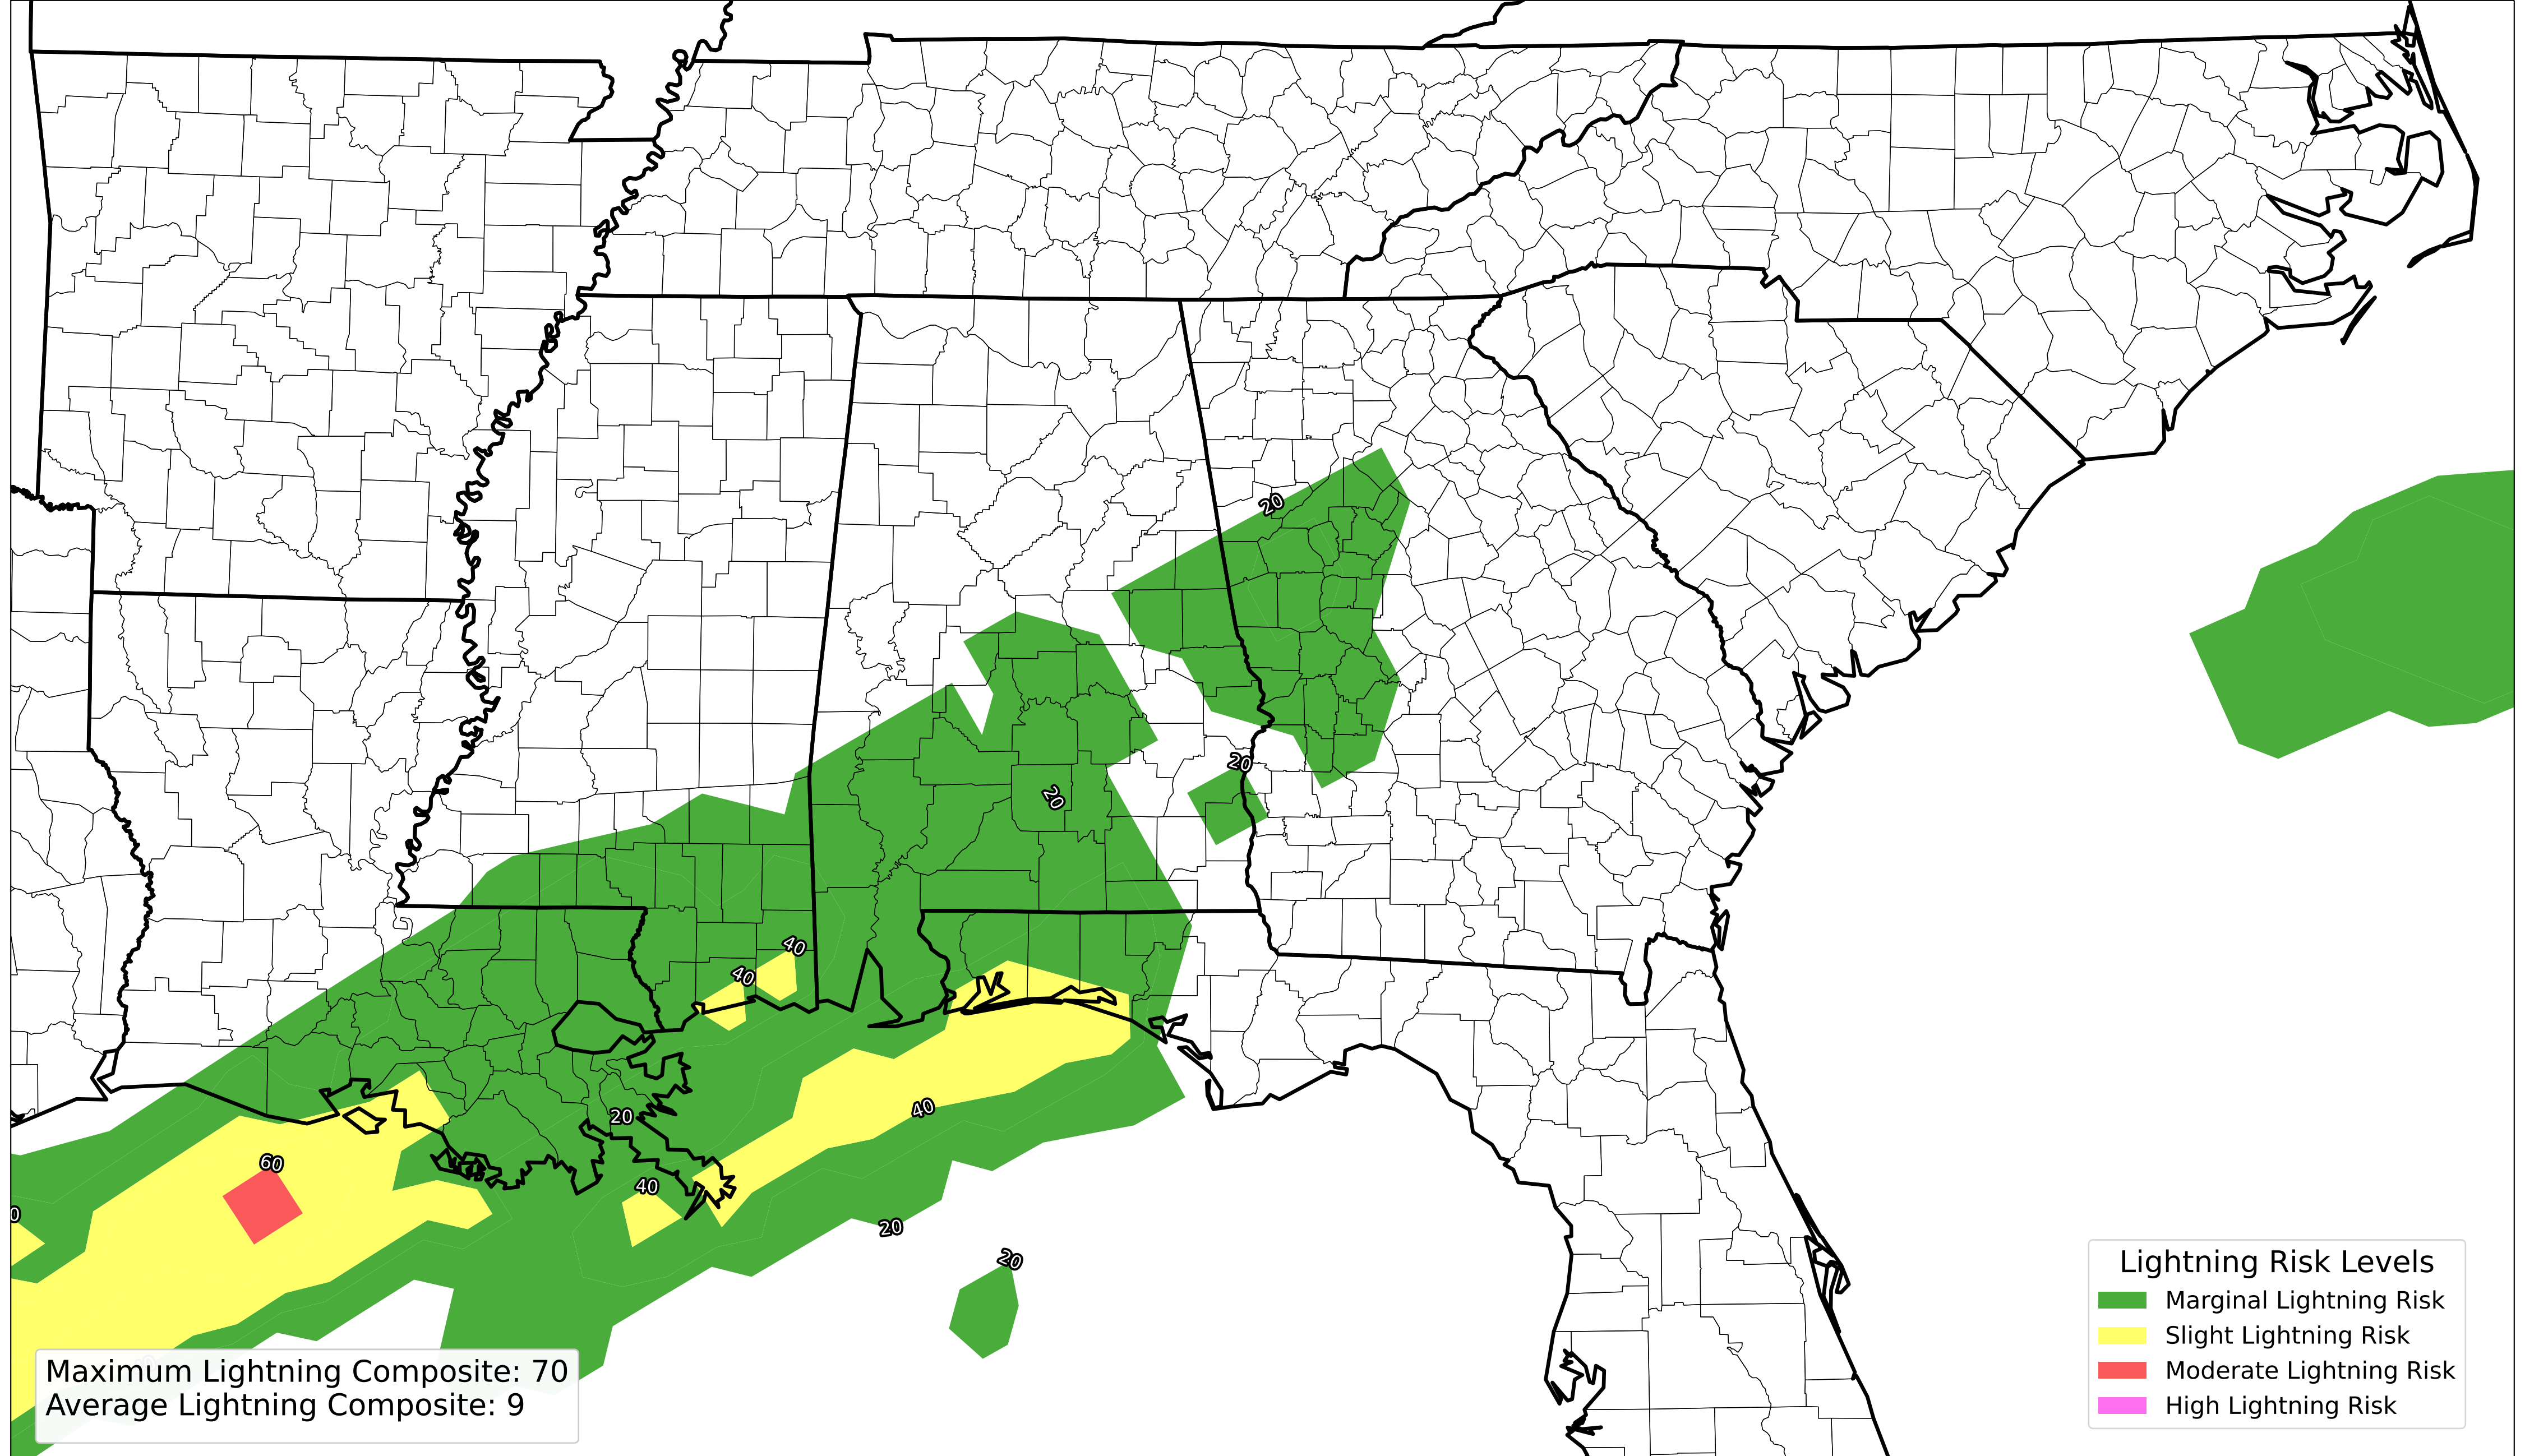 20
20
20
40
40
40
20
60
40
0
20
20
Maximum Lightning Composite: 70
Average Lightning Composite: 9
Lightning Risk Levels
Marginal Lightning Risk
Slight Lightning Risk
Moderate Lightning Risk
High Lightning Risk